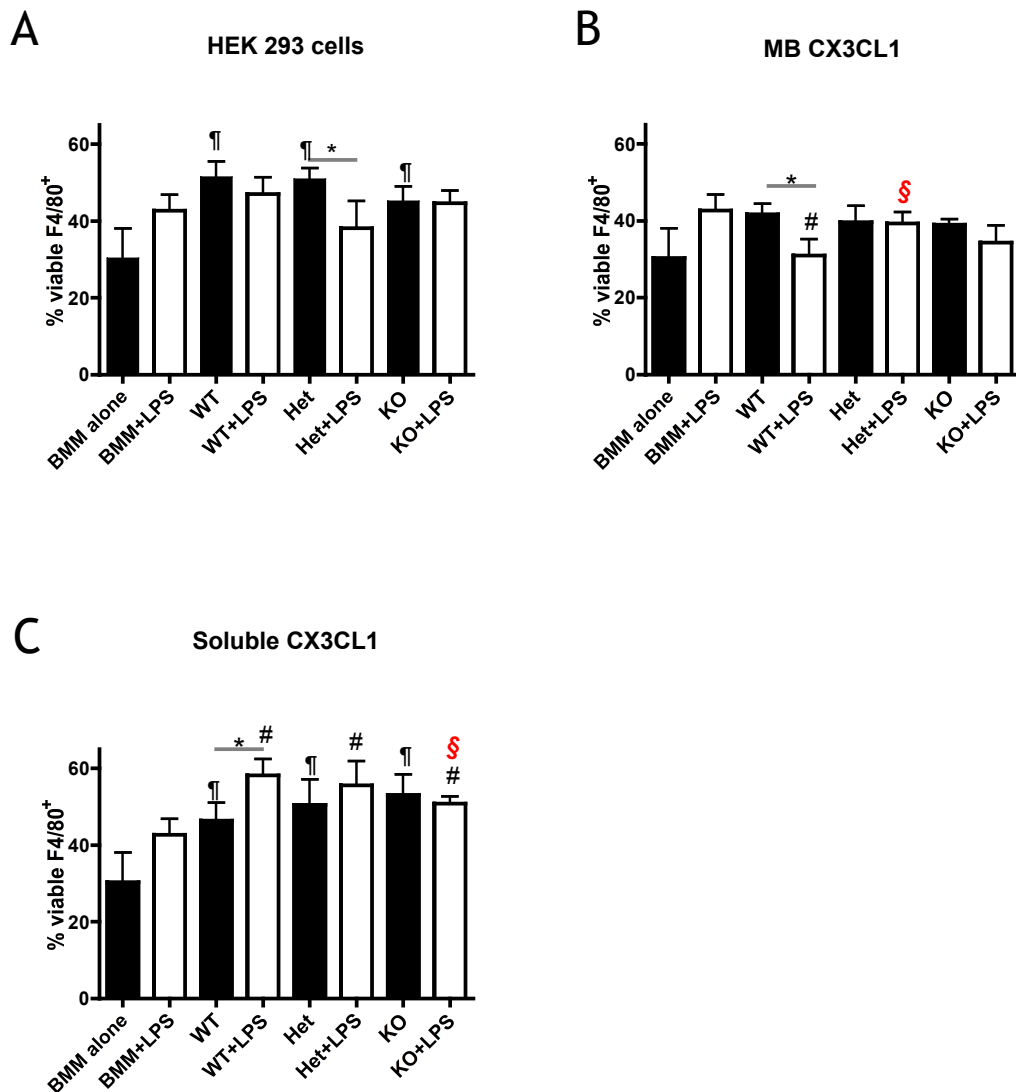 A
HEK 293 cells
% viable F4/80⁺
60
40
20
0
¶
¶
*
¶
BMM alone
BMM+LPS
WT
WT+LPS
Het
Het+LPS
KO
KO+LPS
B
MB CX3CL1
% viable F4/80⁺
60
40
20
0
*
#
§
BMM alone
BMM+LPS
WT
WT+LPS
Het
Het+LPS
KO
KO+LPS
C
Soluble CX3CL1
% viable F4/80⁺
60
40
20
0
¶
*
#
¶
#
¶
§
#
BMM alone
BMM+LPS
WT
WT+LPS
Het
Het+LPS
KO
KO+LPS